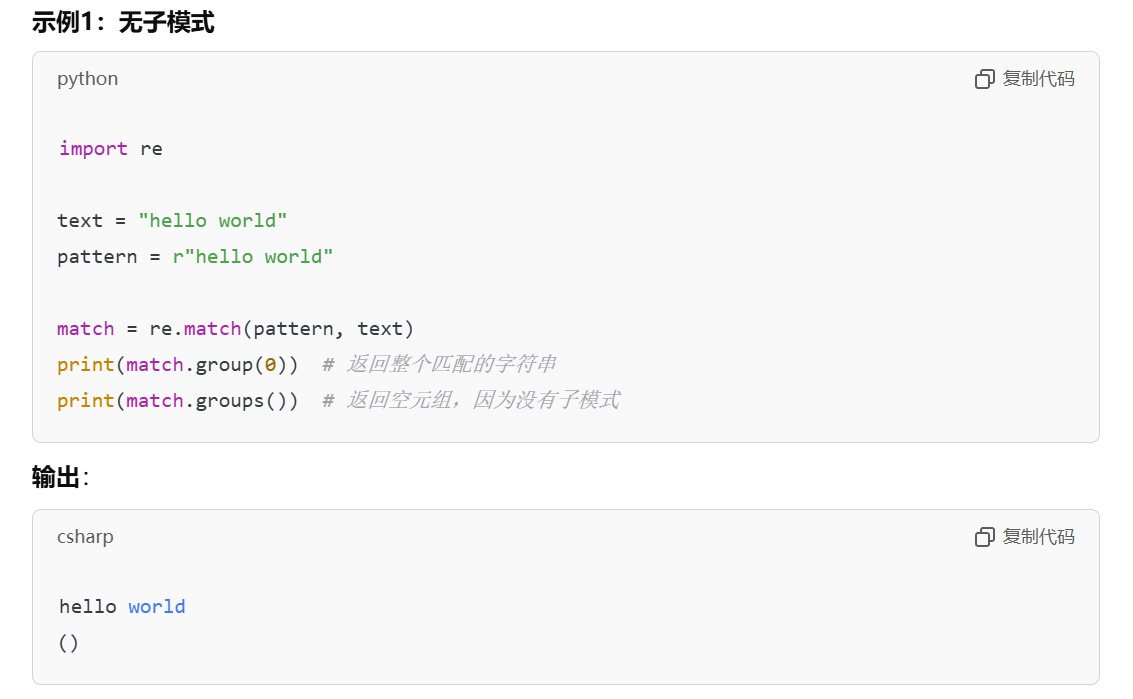 示例1：无子模式
python
复制代码
import re
text = "hello world"
pattern = r"hello world"
match = re.match(pattern, text)
print(match.group(0))  # 返回整个匹配的字符串
print(match.groups())  # 返回空元组，因为没有子模式
输出：
csharp
复制代码
hello world
()